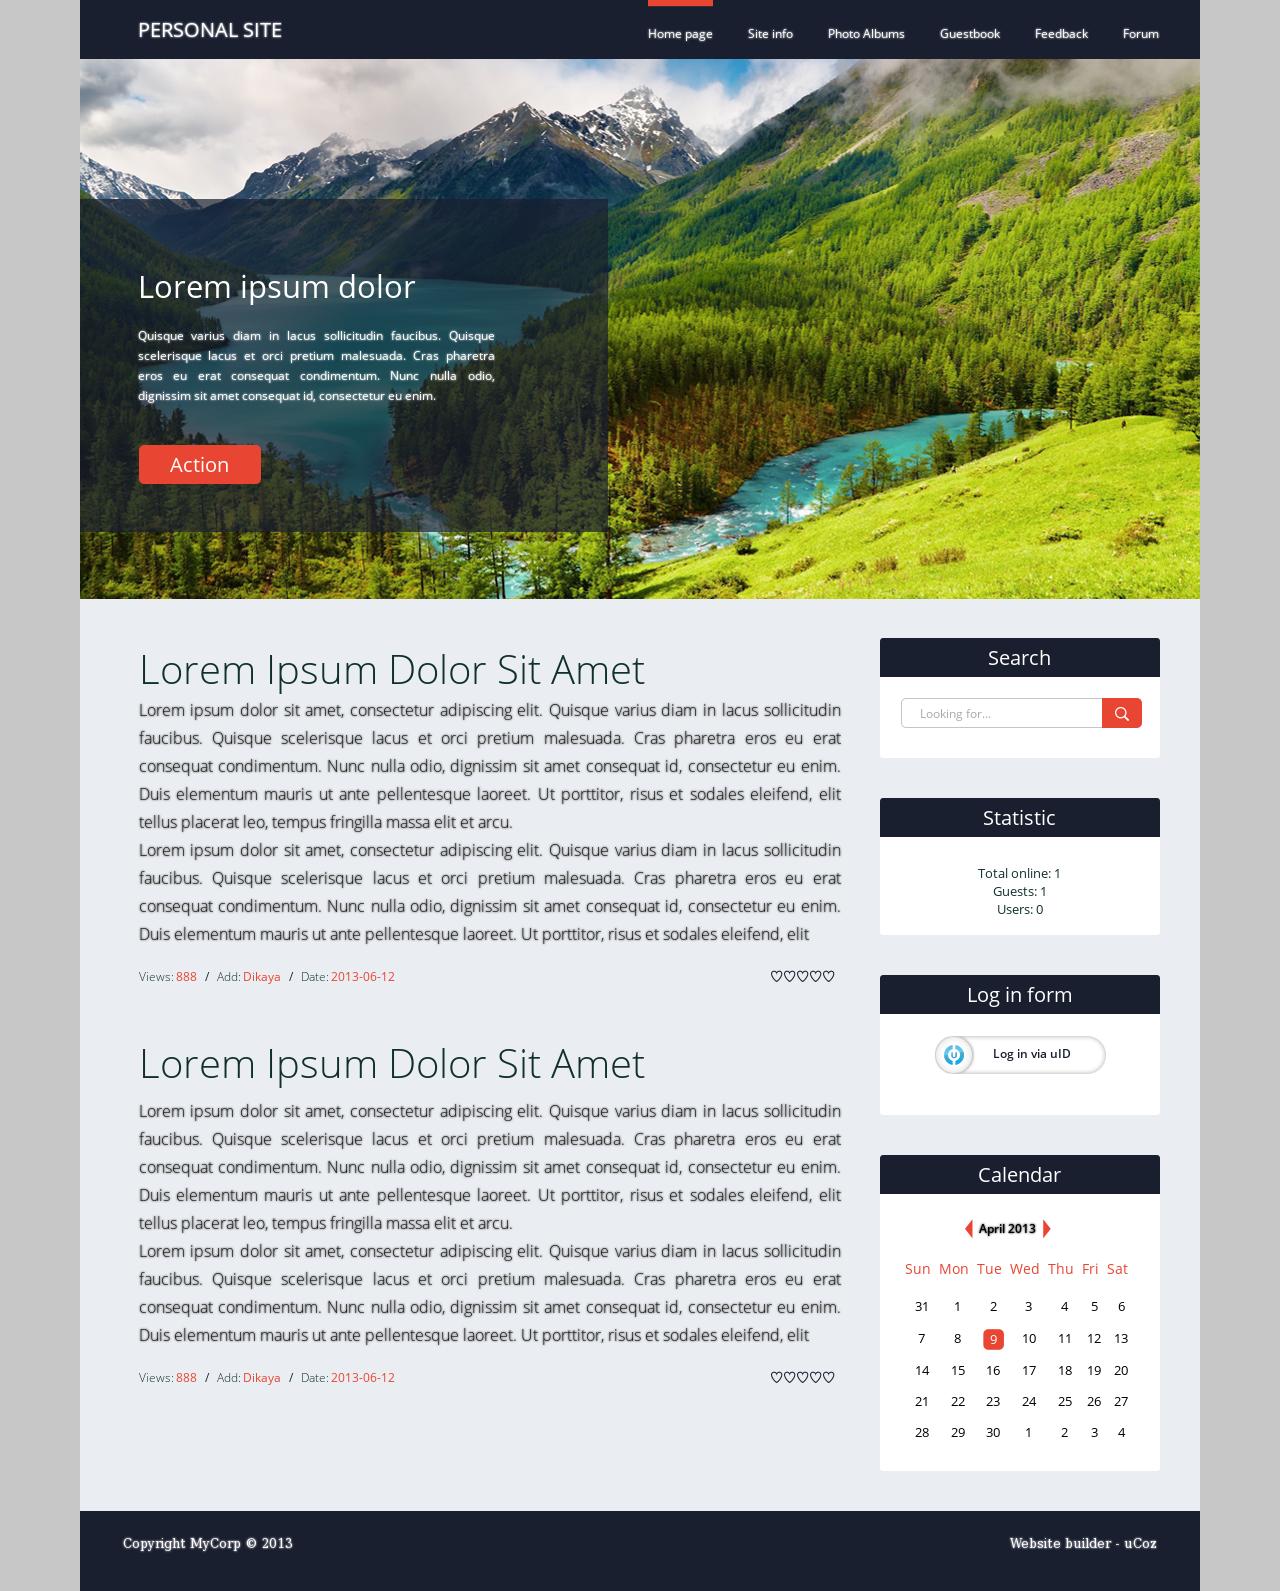 PERSONAL SITE
Home page Site info Photo Albums Guestbook Feedback Forum
Lorem ipsum dolor
Quisque varius diam in lacus sollicitudin faucibus. Quisque
scelerisque lacus et orci pretium malesuada. Cras pharetra
eros eu erat consequat condimentum. Nunc nulla odio,
dignissim sit amet consequat id, consectetur eu enim.
Action
Lorem Ipsum Dolor Sit Amet
Lorem ipsum dolor sit amet, consectetur adipiscing elit. Quisque varius diam in lacus sollicitudin
faucibus. Quisque scelerisque lacus et orci pretium malesuada. Cras pharetra eros eu erat
consequat condimentum. Nunc nulla odio, dignissim sit amet consequat id, consectetur eu enim.
Duis elementum mauris ut ante pellentesque laoreet. Ut porttitor, risus et sodales eleifend, elit
tellus placerat leo, tempus fringilla massa elit et arcu.
Lorem ipsum dolor sit amet, consectetur adipiscing elit. Quisque varius diam in lacus sollicitudin
faucibus. Quisque scelerisque lacus et orci pretium malesuada. Cras pharetra eros eu erat
consequat condimentum. Nunc nulla odio, dignissim sit amet consequat id, consectetur eu enim.
Duis elementum mauris ut ante pellentesque laoreet. Ut porttitor, risus et sodales eleifend, elit
Views: 888 / Add: Dikaya / Date: 2013-06-12
Lorem Ipsum Dolor Sit Amet
Lorem ipsum dolor sit amet, consectetur adipiscing elit. Quisque varius diam in lacus sollicitudin
faucibus. Quisque scelerisque lacus et orci pretium malesuada. Cras pharetra eros eu erat
consequat condimentum. Nunc nulla odio, dignissim sit amet consequat id, consectetur eu enim.
Duis elementum mauris ut ante pellentesque laoreet. Ut porttitor, risus et sodales eleifend, elit
tellus placerat leo, tempus fringilla massa elit et arcu.
Lorem ipsum dolor sit amet, consectetur adipiscing elit. Quisque varius diam in lacus sollicitudin
faucibus. Quisque scelerisque lacus et orci pretium malesuada. Cras pharetra eros eu erat
consequat condimentum. Nunc nulla odio, dignissim sit amet consequat id, consectetur eu enim.
Duis elementum mauris ut ante pellentesque laoreet. Ut porttitor, risus et sodales eleifend, elit
Views: 888 / Add: Dikaya / Date: 2013-06-12
Search
Looking for...
Statistic
Total online: 1
Guests: 1
Users: 0
Log in form
U Log in via uID
Calendar
April 2013
Sun Mon Tue Wed Thu Fri Sat
31 1 2 3 4 5 6
7 8 9 10 11 12 13
14 15 16 17 18 19 20
21 22 23 24 25 26 27
28 29 30 1 2 3 4
Copyright MyCorp © 2013
Website builder - uCoz